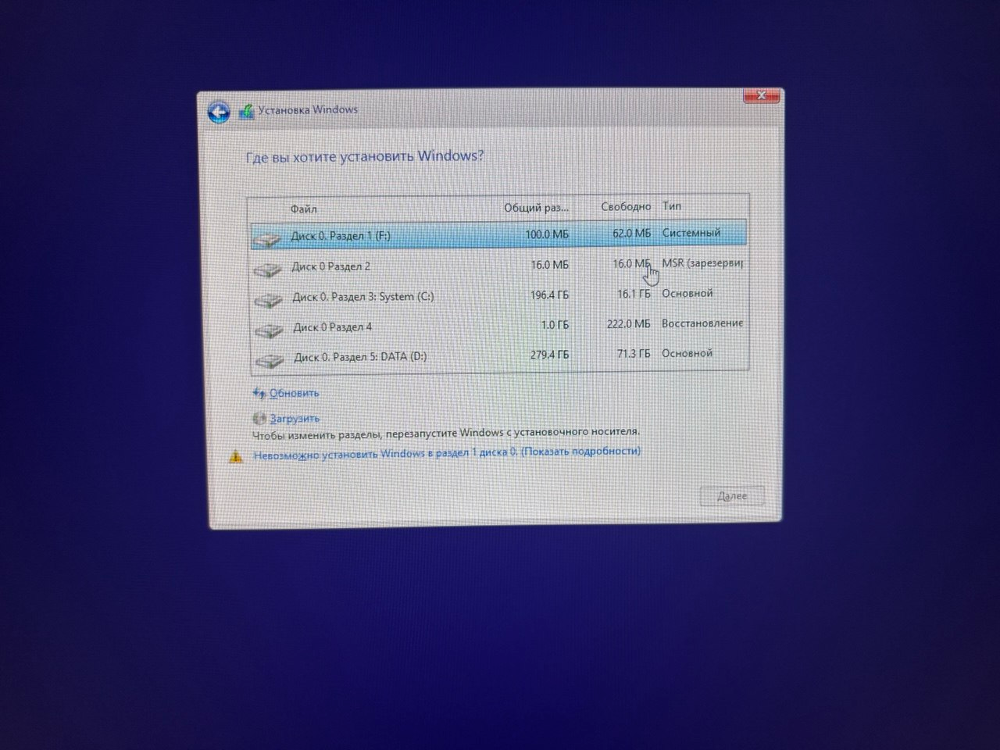 Установка Windows
Где вы хотите установить Windows?
Файл Общий раз... Свободно Тип
Диск 0. Раздел 1 (F:) 100.0 МБ 62.0 МБ Системный
Диск 0 Раздел 2 16.0 МБ 16.0 МБ MSR (зарезервир
Диск 0. Раздел 3: System (C:) 196.4 ГБ 16.1 ГБ Основной
Диск 0 Раздел 4 1.0 ГБ 222.0 МБ Восстановление
Диск 0. Раздел 5: DATA (D:) 279.4 ГБ 71.3 ГБ Основной
Обновить
Загрузить
Чтобы изменить разделы, перезапустите Windows с установочного носителя.
Невозможно установить Windows в раздел 1 диска 0. (Показать подробности)
Далее